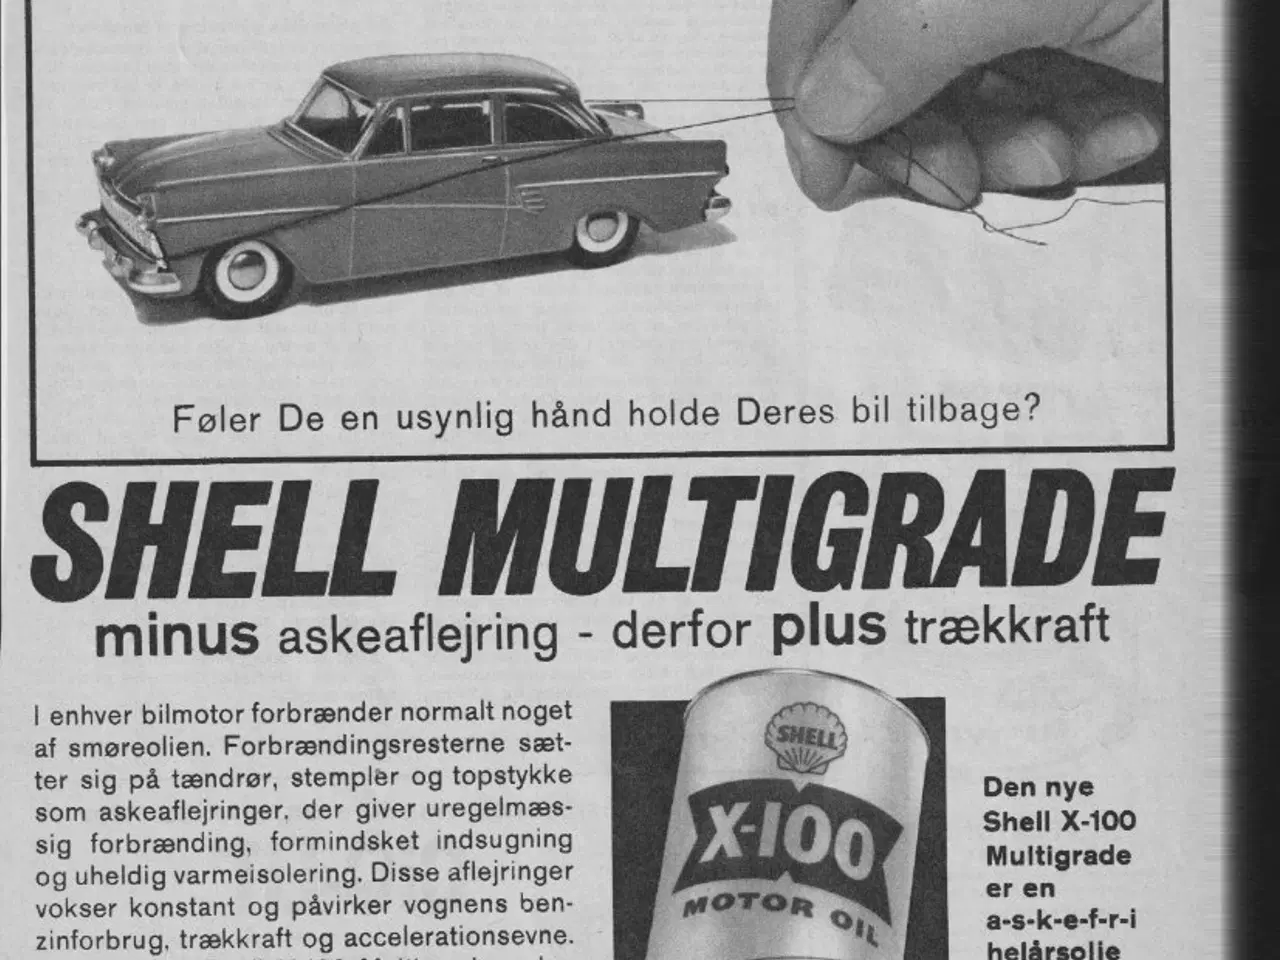 Føler De en usynlig hånd holde Deres bil tilbage?
SHELL MULTIGRADE
minus askeaflejring - derfor plus trækkraft
I enhver bilmotor forbrænder normalt noget
af smøreolien. Forbrændingsresterne sæt-
ter sig på tændrør, stempler og topstykke
som askeaflejringer, der giver uregelmæs-
sig forbrænding, formindsket indsugning
og uheldig varmeisolering. Disse aflejringer
vokser konstant og påvirker vognens ben-
zinforbrug, trækkraft og accelerationsevne.
SHELL
X-100
MOTOR OIL
Den nye
Shell X-100
Multigrade
er en
a-s-k-e-f-r-i
helårsolie